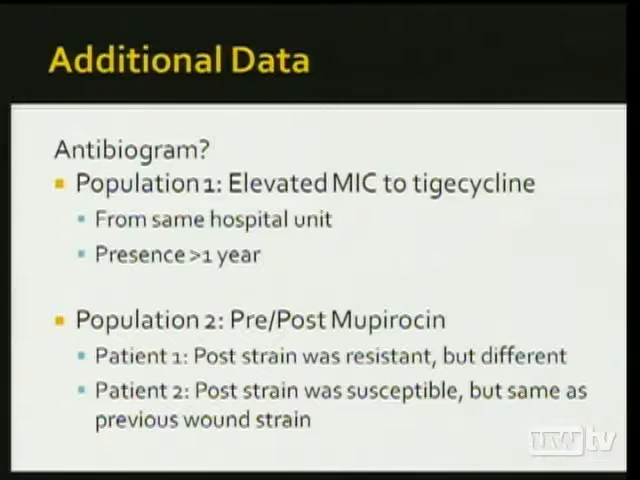 Additional Data
Antibiogram?
Population 1: Elevated MIC to tigecycline
From same hospital unit
Presence >1 year
Population 2: Pre/Post Mupirocin
Patient 1: Post strain was resistant, but different
Patient 2: Post strain was susceptible, but same as
previous wound strain
uwtv